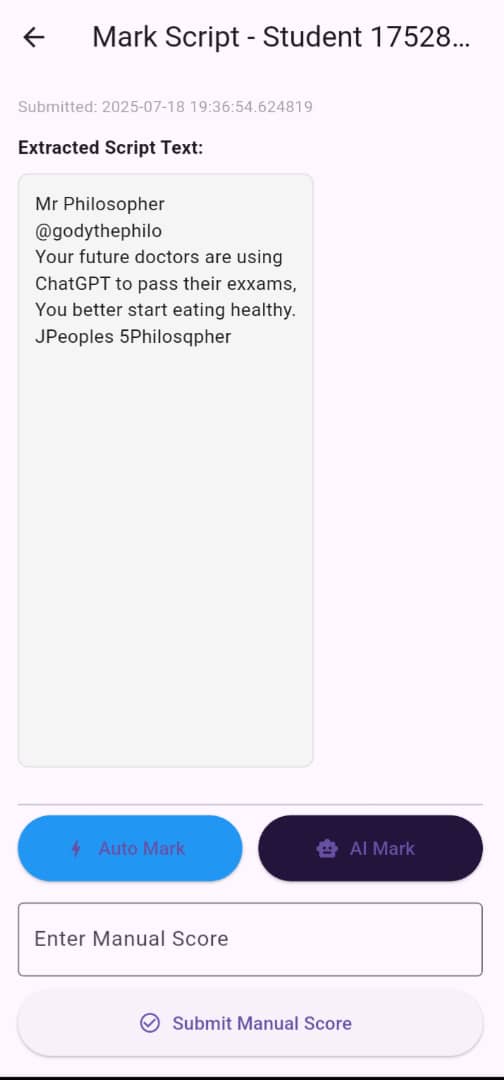 Mark Script - Student 17528...
Submitted: 2025-07-18 19:36:54.624819
Extracted Script Text:
Mr Philosopher
@godythephilo
Your future doctors are using
ChatGPT to pass their exxams,
You better start eating healthy.
JPeoples 5Philosqpher
Auto Mark
AI Mark
Enter Manual Score
Submit Manual Score